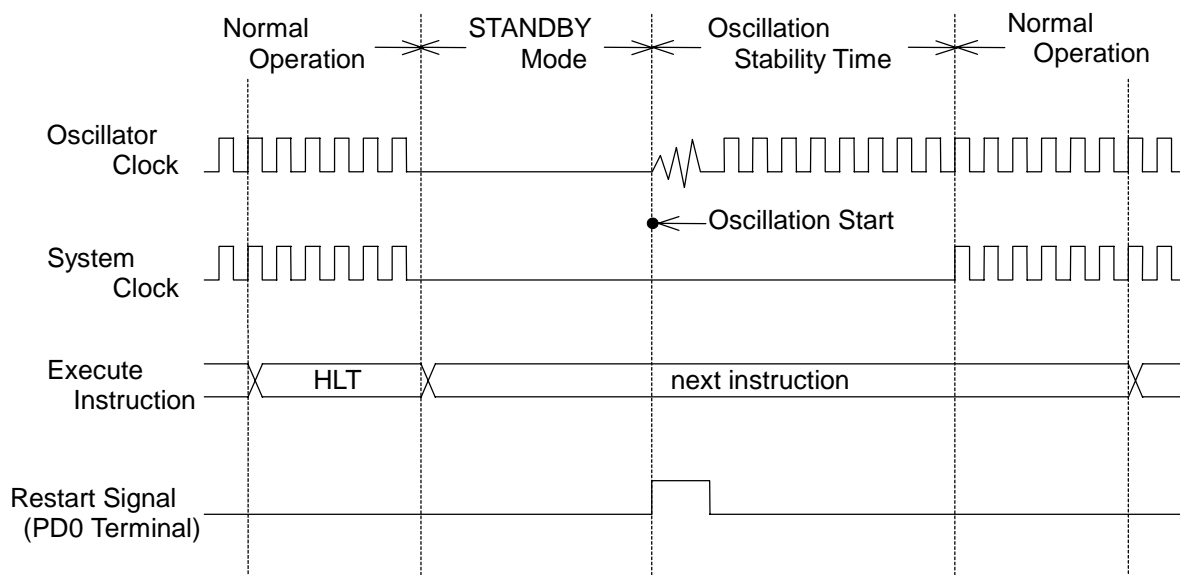 Normal
Operation
STANDBY
Mode
Oscillation
Stability Time
Normal
Operation
Oscillator
Clock
Oscillation Start
System
Clock
Execute
Instruction
HLT
next instruction
Restart Signal
(PD0 Terminal)